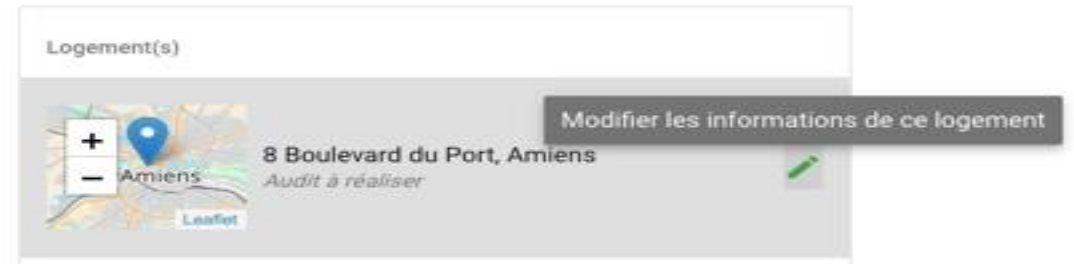 Logement(s)
Modifier les informations de ce logement
+
8 Boulevard du Port, Amiens
−
Amiens
Audit à réaliser
Leaflet